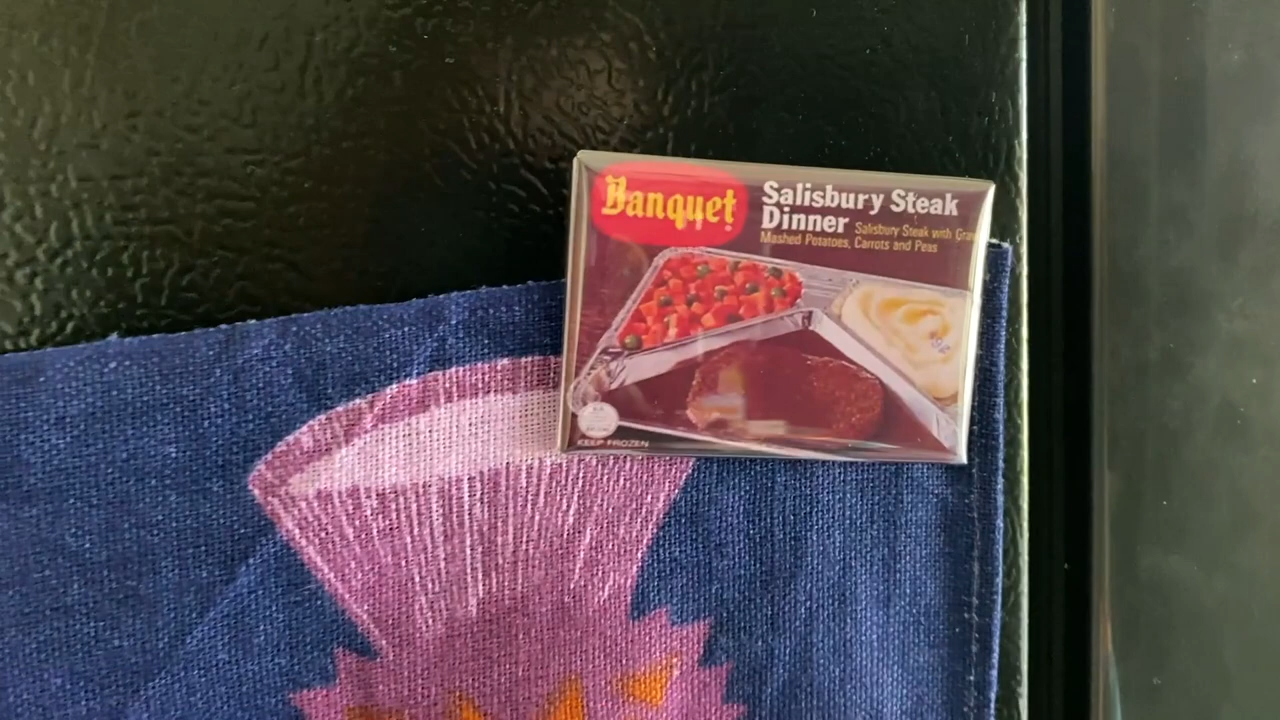 Banquet
Salisbury Steak
Dinner Salisbury Steak with
Mashed Potatoes, Carrots and Peas
KEEP FROZEN